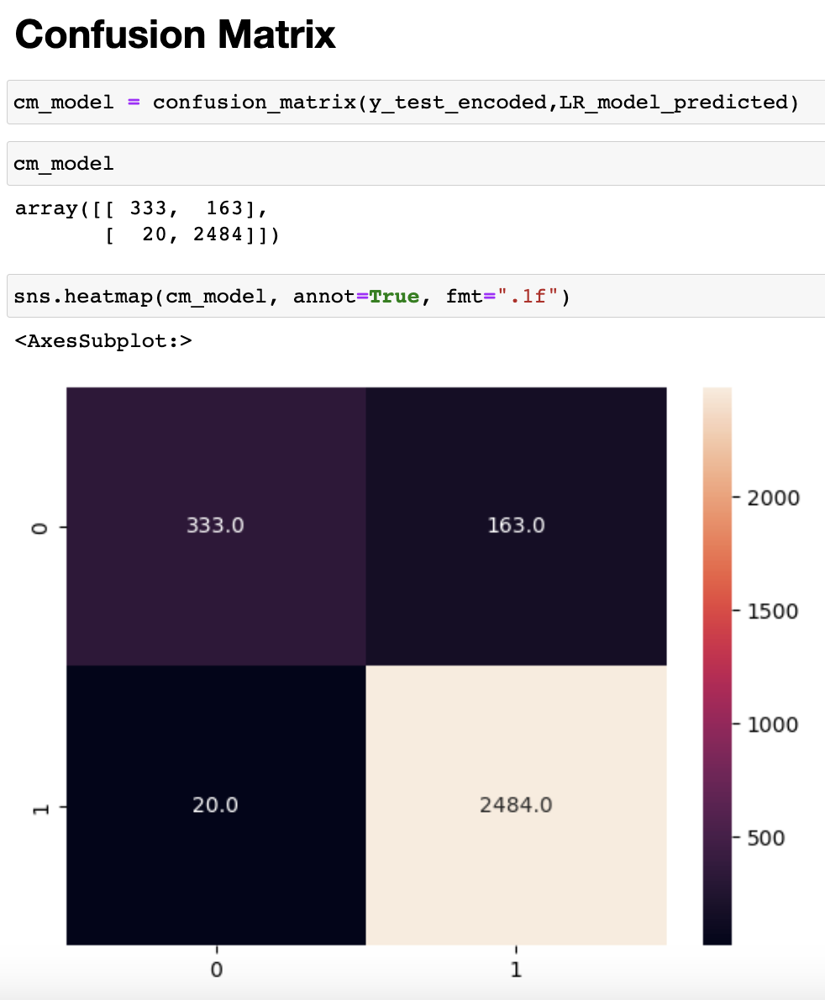 Confusion Matrix
cm_model = confusion_matrix(y_test_encoded,LR_model_predicted)
cm_model
array([[ 333,  163],
       [  20, 2484]])
sns.heatmap(cm_model, annot=True, fmt=".1f")
<AxesSubplot:>
0
333.0
163.0
2000
1500
1000
1
20.0
2484.0
500
0
1